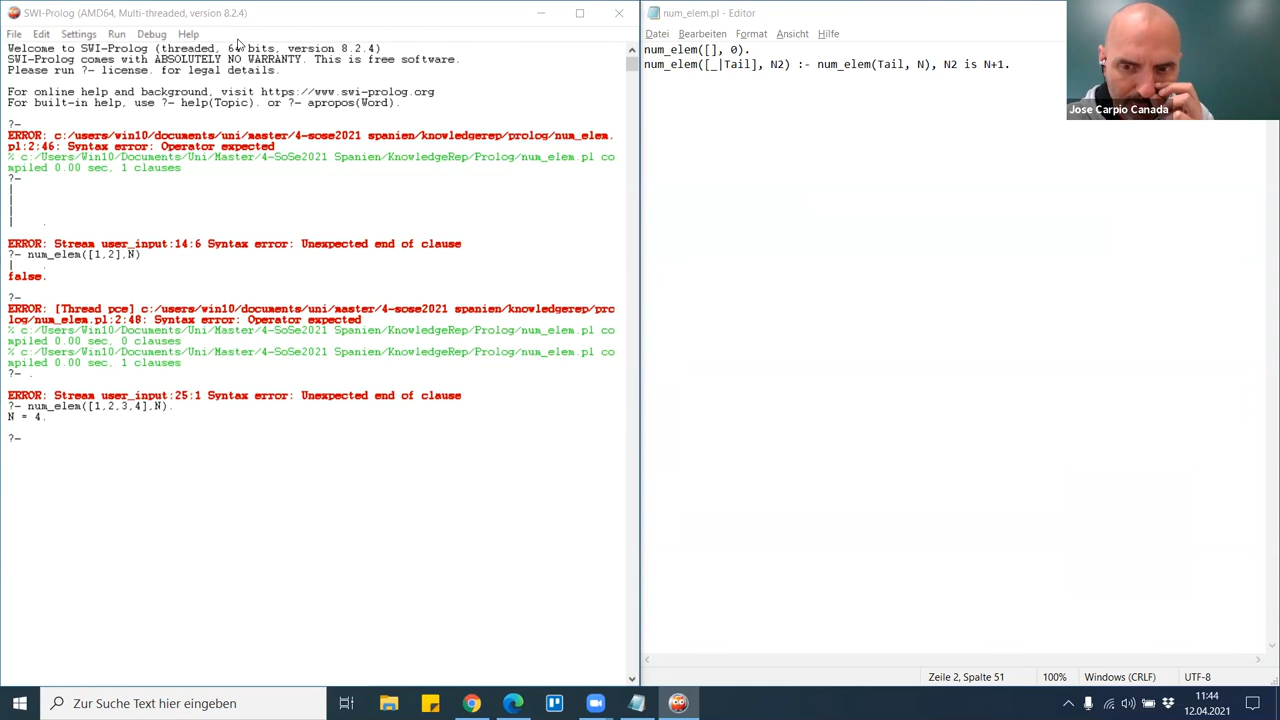 SWI-Prolog (AMD64, Multi-threaded, version 8.2.4)
File Edit Settings Run Debug Help
Welcome to SWI-Prolog (threaded, 64 bits, version 8.2.4)
SWI-Prolog comes with ABSOLUTELY NO WARRANTY. This is free software.
Please run ?- license. for legal details.
For online help and background, visit https://www.swi-prolog.org
For built-in help, use ?- help(Topic). or ?- apropos(Word).
?-
ERROR: c:/users/win10/documents/uni/master/4-sose2021 spanien/knowledgerep/prolog/num_elem.
pl:2:46: Syntax error: Operator expected
% c:/Users/Win10/Documents/Uni/Master/4-SoSe2021 Spanien/KnowledgeRep/Prolog/num_elem.pl co
mpiled 0.00 sec, 1 clauses
?-
|
|
|
|
| .
ERROR: Stream user_input:14:6 Syntax error: Unexpected end of clause
?- num_elem([1,2],N)
| .
false.
?-
ERROR: [Thread pce] c:/users/win10/documents/uni/master/4-sose2021 spanien/knowledgerep/pro
log/num_elem.pl:2:48: Syntax error: Operator expected
% c:/Users/Win10/Documents/Uni/Master/4-SoSe2021 Spanien/KnowledgeRep/Prolog/num_elem.pl co
mpiled 0.00 sec, 0 clauses
% c:/Users/Win10/Documents/Uni/Master/4-SoSe2021 Spanien/KnowledgeRep/Prolog/num_elem.pl co
mpiled 0.00 sec, 1 clauses
?- .
ERROR: Stream user_input:25:1 Syntax error: Unexpected end of clause
?- num_elem([1,2,3,4],N).
N = 4.
?-
num_elem.pl - Editor
Datei Bearbeiten Format Ansicht Hilfe
num_elem([], 0).
num_elem([_|Tail], N2) :- num_elem(Tail, N), N2 is N+1.
Jose Carpio Canada
Zeile 2, Spalte 51 100% Windows (CRLF) UTF-8
Zur Suche Text hier eingeben
11:44
12.04.2021